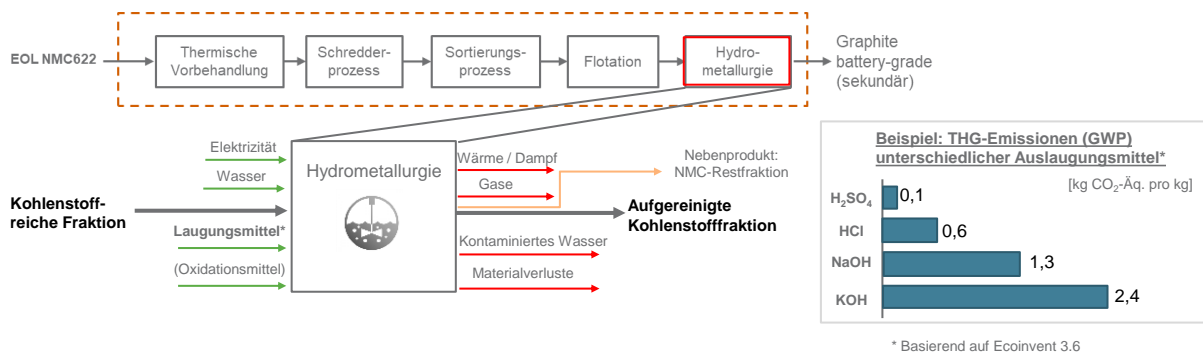 EOL NMC622
Thermische
Vorbehandlung
Schredder-
prozess
Sortierungs-
prozess
Flotation
Hydro-
metallurgie
Graphite
battery-grade
(sekundär)
Elektrizität
Wasser
Kohlenstoff-
reiche Fraktion
Laugungsmittel*
(Oxidationsmittel)
Hydrometallurgie
Wärme / Dampf
Gase
Nebenprodukt:
NMC-Restfraktion
Aufgereinigte
Kohlenstofffraktion
Kontaminiertes Wasser
Materialverluste
Beispiel: THG-Emissionen (GWP)
unterschiedlicher Auslaugungsmittel*
[kg CO₂-Äq. pro kg]
H₂SO₄ 0,1
HCl 0,6
NaOH 1,3
KOH 2,4
* Basierend auf Ecoinvent 3.6